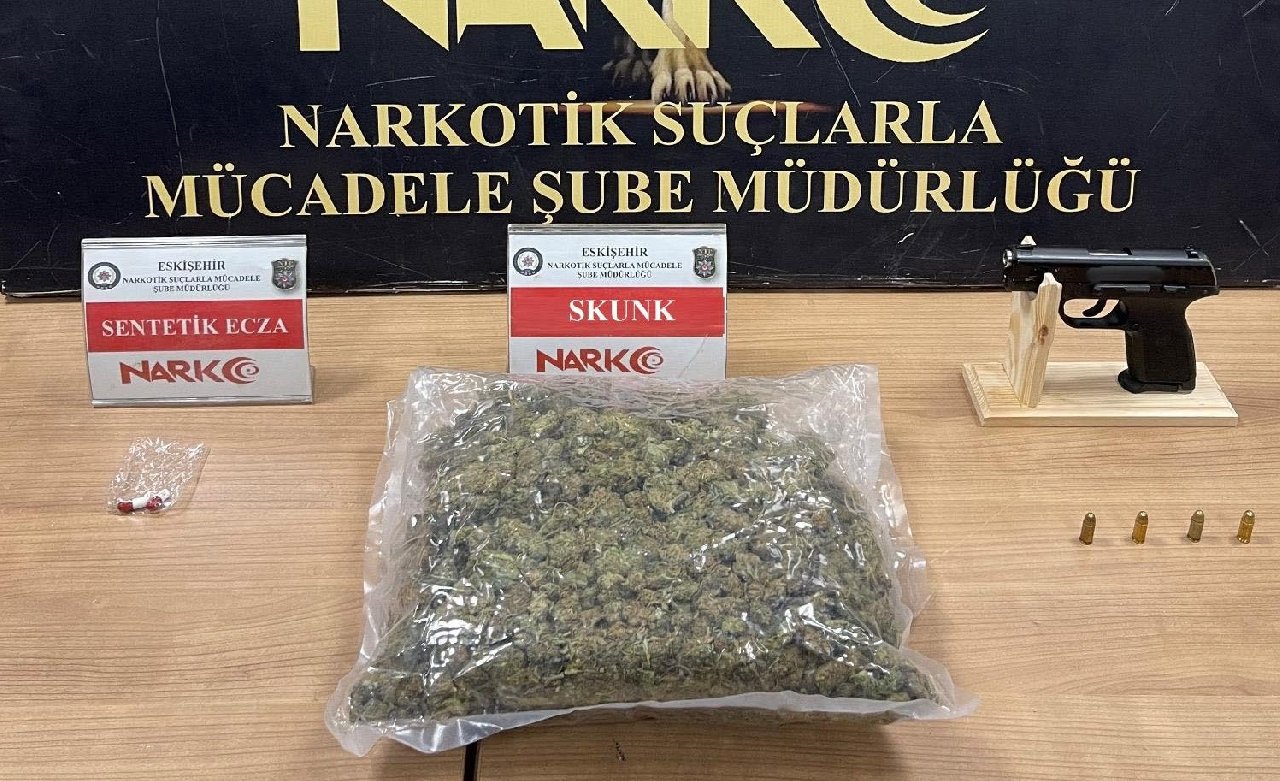 NARKO
NARKOTİK SUÇLARLA
MÜCADELE ŞUBE MÜDÜRLÜĞÜ
ESKİŞEHİR
NARKOTİK SUÇLARLA MÜCADELE
ŞUBE MÜDÜRLÜĞÜ
SENTETİK ECZA
NARKO
ESKİŞEHİR
NARKOTİK SUÇLARLA MÜCADELE
ŞUBE MÜDÜRLÜĞÜ
SKUNK
NARKO